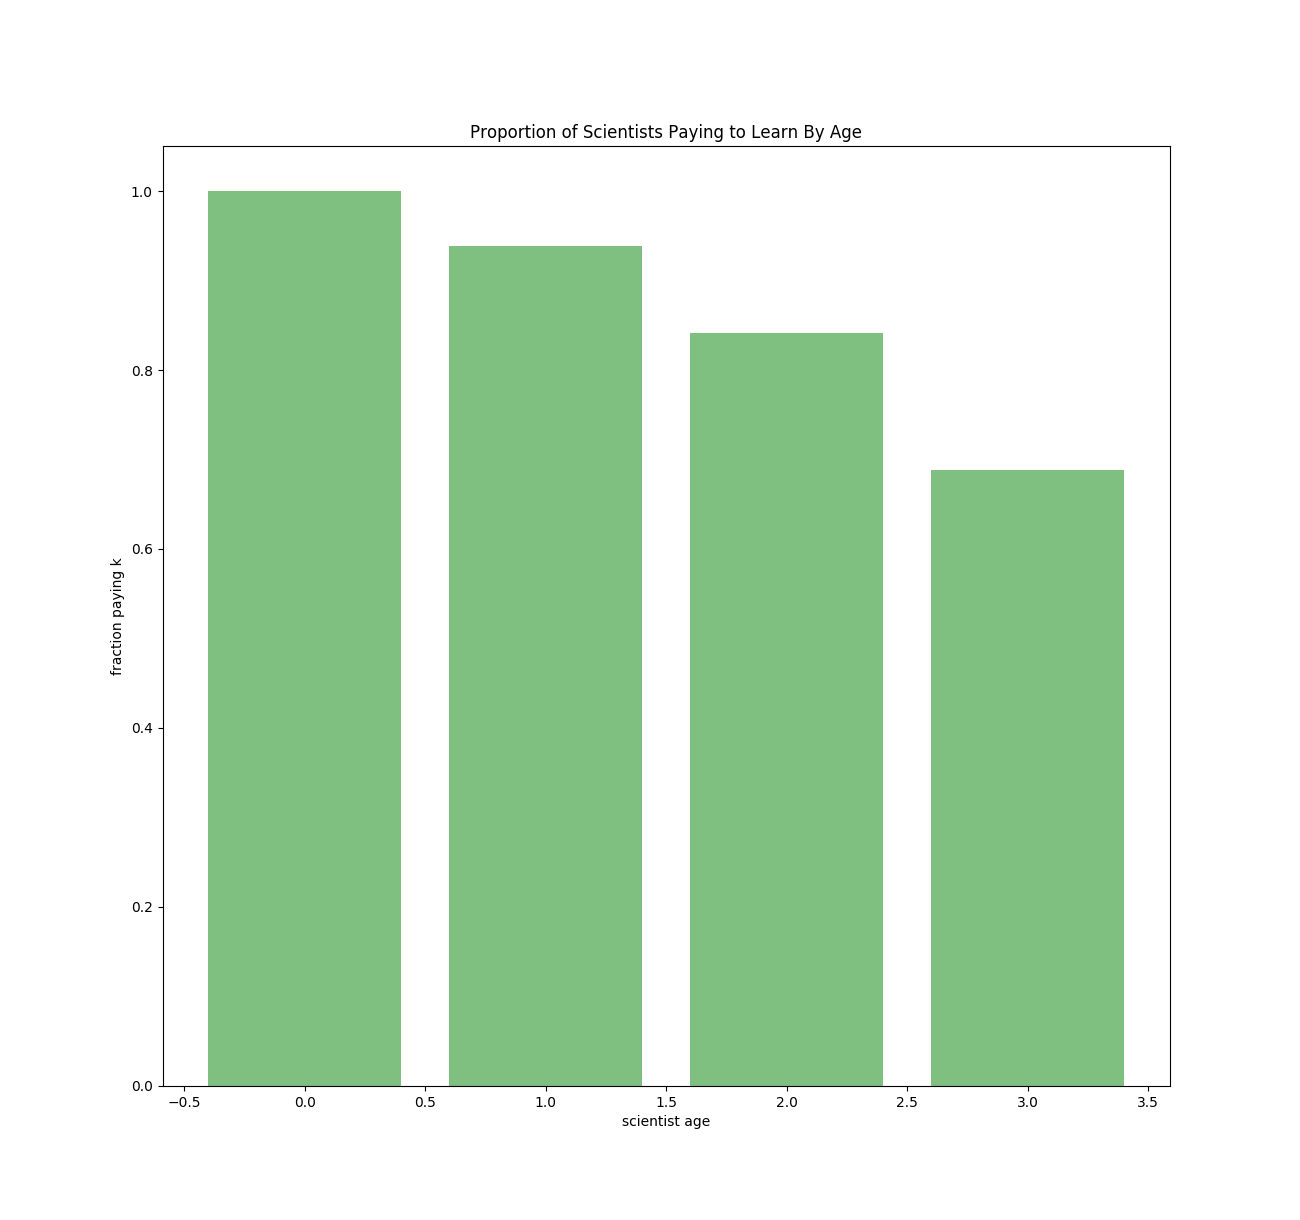 Proportion of Scientists Paying to Learn By Age
1.0
0.8
0.6
0.4
0.2
0.0
fraction paying k
−0.5 0.0 0.5 1.0 1.5 2.0 2.5 3.0 3.5
scientist age